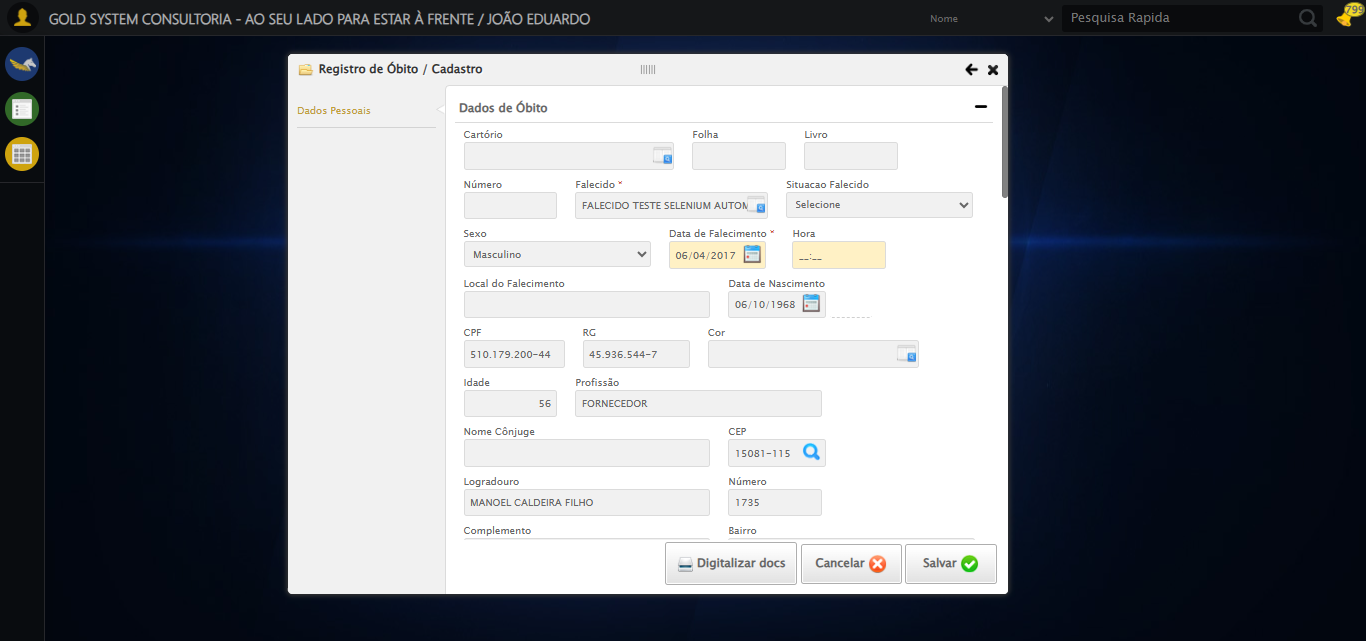 GOLD SYSTEM CONSULTORIA - AO SEU LADO PARA ESTAR À FRENTE / JOÃO EDUARDO
Nome
Pesquisa Rapida
799
Registro de Óbito / Cadastro
Dados Pessoais
Dados de Óbito
Cartório Folha Livro
Número Falecido * Situacao Falecido
FALECIDO TESTE SELENIUM AUTOM Selecione
Sexo Data de Falecimento * Hora
Masculino 06/04/2017 __:__
Local do Falecimento Data de Nascimento
06/10/1968
CPF RG Cor
510.179.200-44 45.936.544-7
Idade Profissão
56 FORNECEDOR
Nome Cônjuge CEP
15081-115
Logradouro Número
MANOEL CALDEIRA FILHO 1735
Complemento Bairro
Digitalizar docs Cancelar Salvar